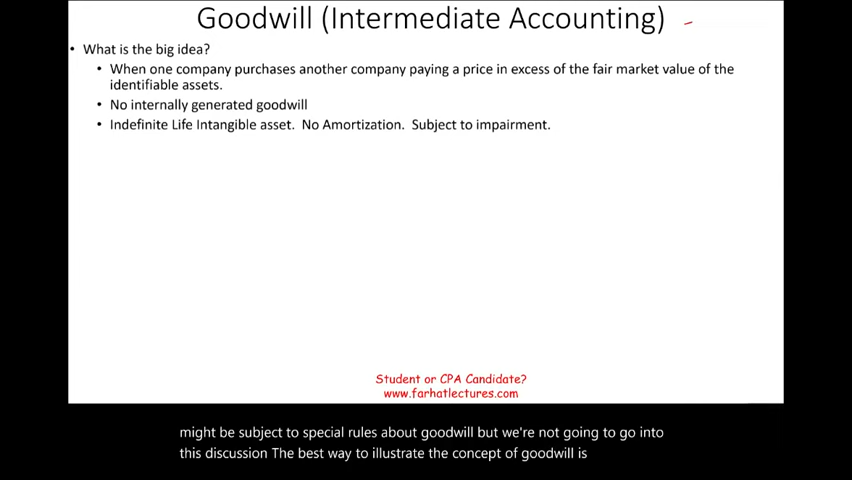 Goodwill (Intermediate Accounting)
• What is the big idea?
• When one company purchases another company paying a price in excess of the fair market value of the
identifiable assets.
• No internally generated goodwill
• Indefinite Life Intangible asset. No Amortization. Subject to impairment.
Student or CPA Candidate?
www.farhatlectures.com
might be subject to special rules about goodwill but we're not going to go into
this discussion The best way to illustrate the concept of goodwill is